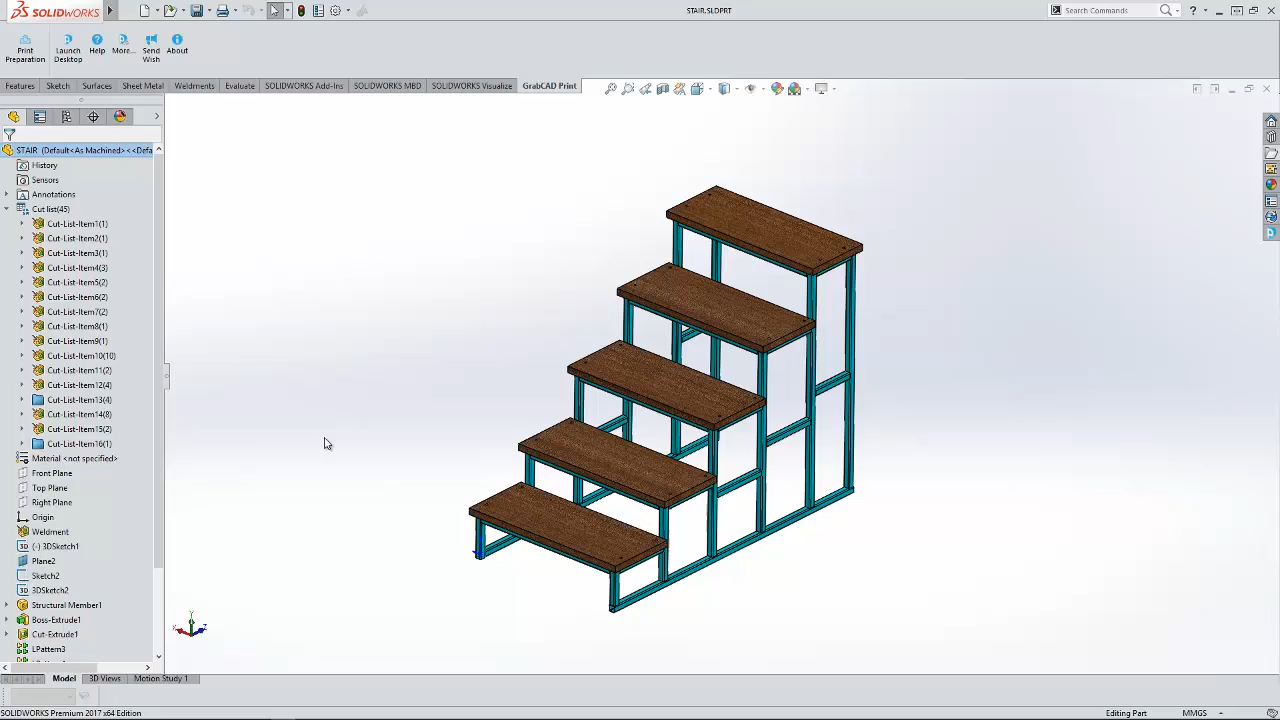 SOLIDWORKS
STAIR.SLDPRT
Search Commands
Print Preparation
Launch Desktop
Help
More...
Send Wish
About
Features
Sketch
Surfaces
Sheet Metal
Weldments
Evaluate
SOLIDWORKS Add-Ins
SOLIDWORKS MBD
SOLIDWORKS Visualize
GrabCAD Print
STAIR (Default<As Machined><<Defa
History
Sensors
Annotations
Cut list(45)
Cut-List-Item1(1)
Cut-List-Item2(1)
Cut-List-Item3(1)
Cut-List-Item4(3)
Cut-List-Item5(2)
Cut-List-Item6(2)
Cut-List-Item7(2)
Cut-List-Item8(1)
Cut-List-Item9(1)
Cut-List-Item10(10)
Cut-List-Item11(2)
Cut-List-Item12(4)
Cut-List-Item13(4)
Cut-List-Item14(8)
Cut-List-Item15(2)
Cut-List-Item16(1)
Material <not specified>
Front Plane
Top Plane
Right Plane
Origin
Weldment
3D (-) 3DSketch1
Plane2
Sketch2
3D 3DSketch2
Structural Member1
Boss-Extrude1
Cut-Extrude1
LPattern3
Y
X
Z
Model
3D Views
Motion Study 1
SOLIDWORKS Premium 2017 x64 Edition
Editing Part
MMGS